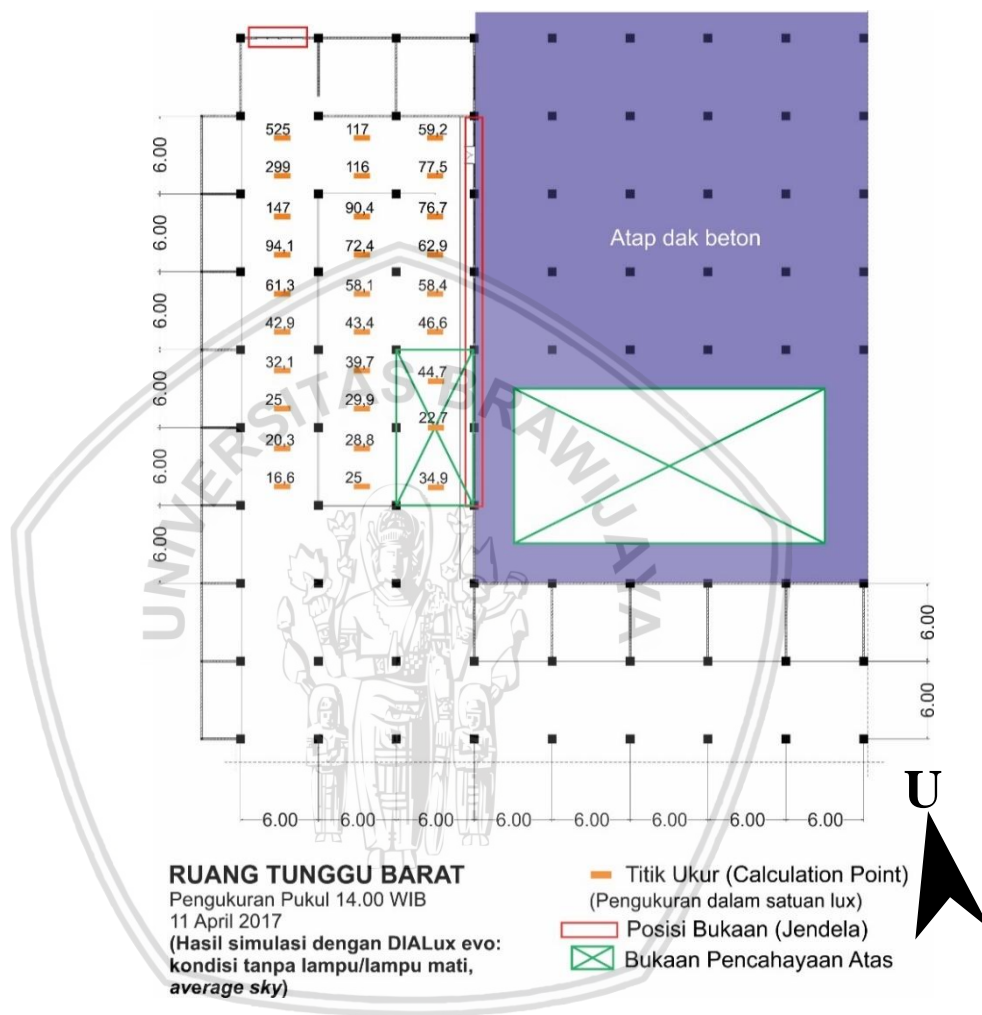 525 117 59,2
6.00
299 116 77,5
147 90,4 76,7
6.00
Atap dak beton
94,1 72,4 62,9
61,3 58,1 58,4
6.00
42,9 43,4 46,6
32,1 39,7 44,7
6.00
25 29,9 22,7
20,3 28,8
6.00
16,6 25 34,9
6.00
UNIVERSITAS BRAWIJAYA
6.00
6.00
U
6.00 6.00 6.00 6.00 6.00 6.00 6.00 6.00
RUANG TUNGGU BARAT
Pengukuran Pukul 14.00 WIB
11 April 2017
(Hasil simulasi dengan DIALux evo:
kondisi tanpa lampu/lampu mati,
average sky)
Titik Ukur (Calculation Point)
(Pengukuran dalam satuan lux)
Posisi Bukaan (Jendela)
Bukaan Pencahayaan Atas